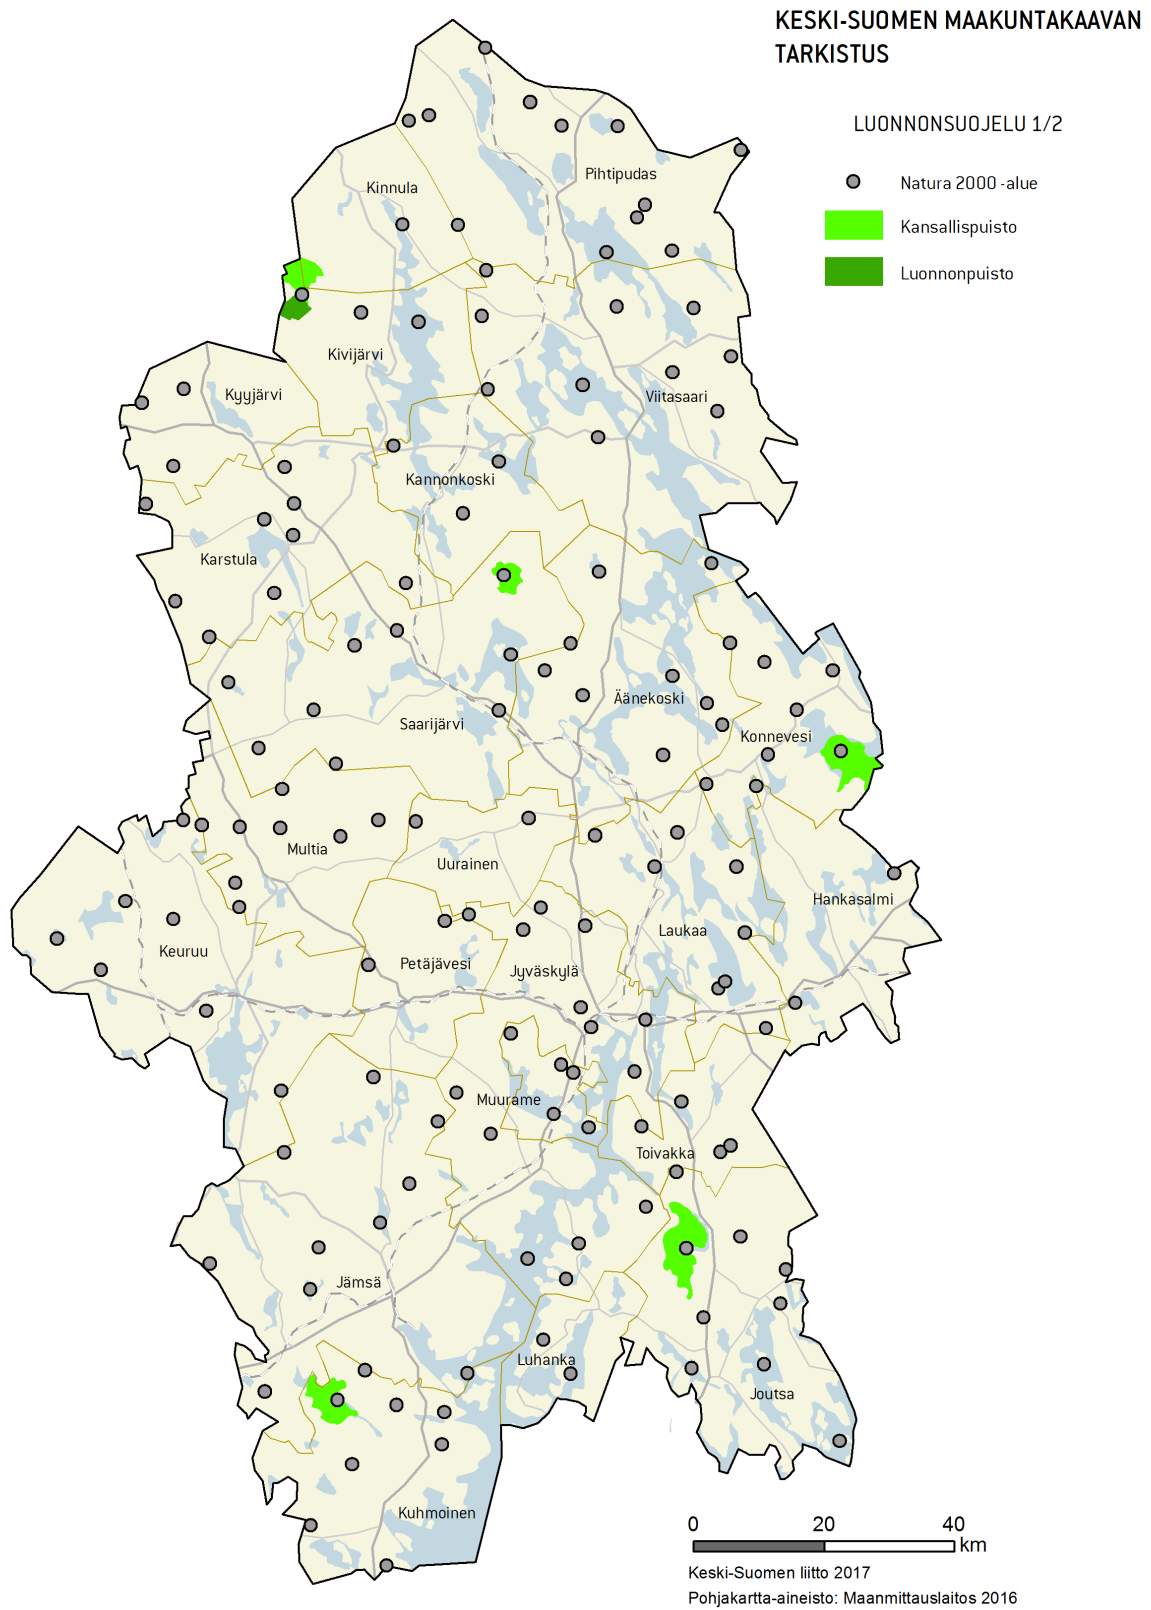 KESKI-SUOMEN MAAKUNTAKAAVAN
TARKISTUS
LUONNONSUOJELU 1/2
Natura 2000 -alue
Kansallispuisto
Luonnonpuisto
Pihtipudas
Kinnula
Kivijärvi
Kyyjärvi
Viitasaari
Kannonkoski
Karstula
Äänekoski
Saarijärvi
Konnevesi
Multia
Uurainen
Hankasalmi
Laukaa
Keuruu
Petäjävesi
Jyväskylä
Muurame
Toivakka
Jämsä
Luhanka
Joutsa
Kuhmoinen
0 20 40
km
Keski-Suomen liitto 2017
Pohjakartta-aineisto: Maanmittauslaitos 2016